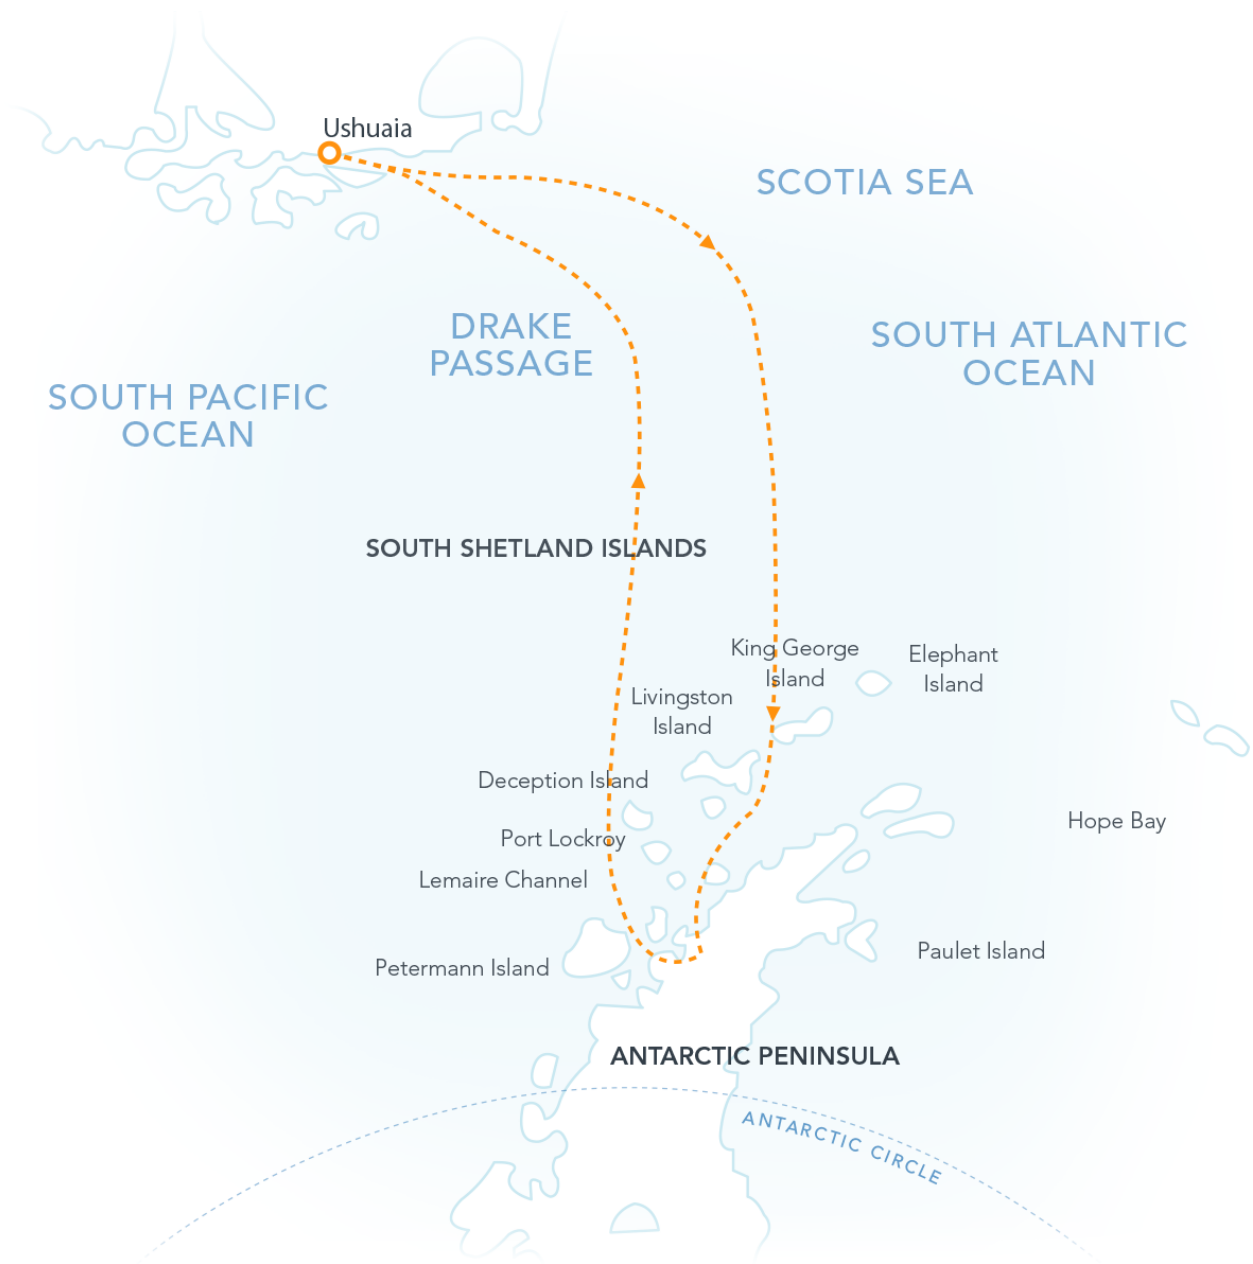 Ushuaia
SCOTIA SEA
DRAKE
PASSAGE
SOUTH ATLANTIC
OCEAN
SOUTH PACIFIC
OCEAN
SOUTH SHETLAND ISLANDS
King George
Island
Elephant
Island
Livingston
Island
Deception Island
Hope Bay
Port Lockroy
Lemaire Channel
Paulet Island
Petermann Island
ANTARCTIC PENINSULA
ANTARCTIC CIRCLE